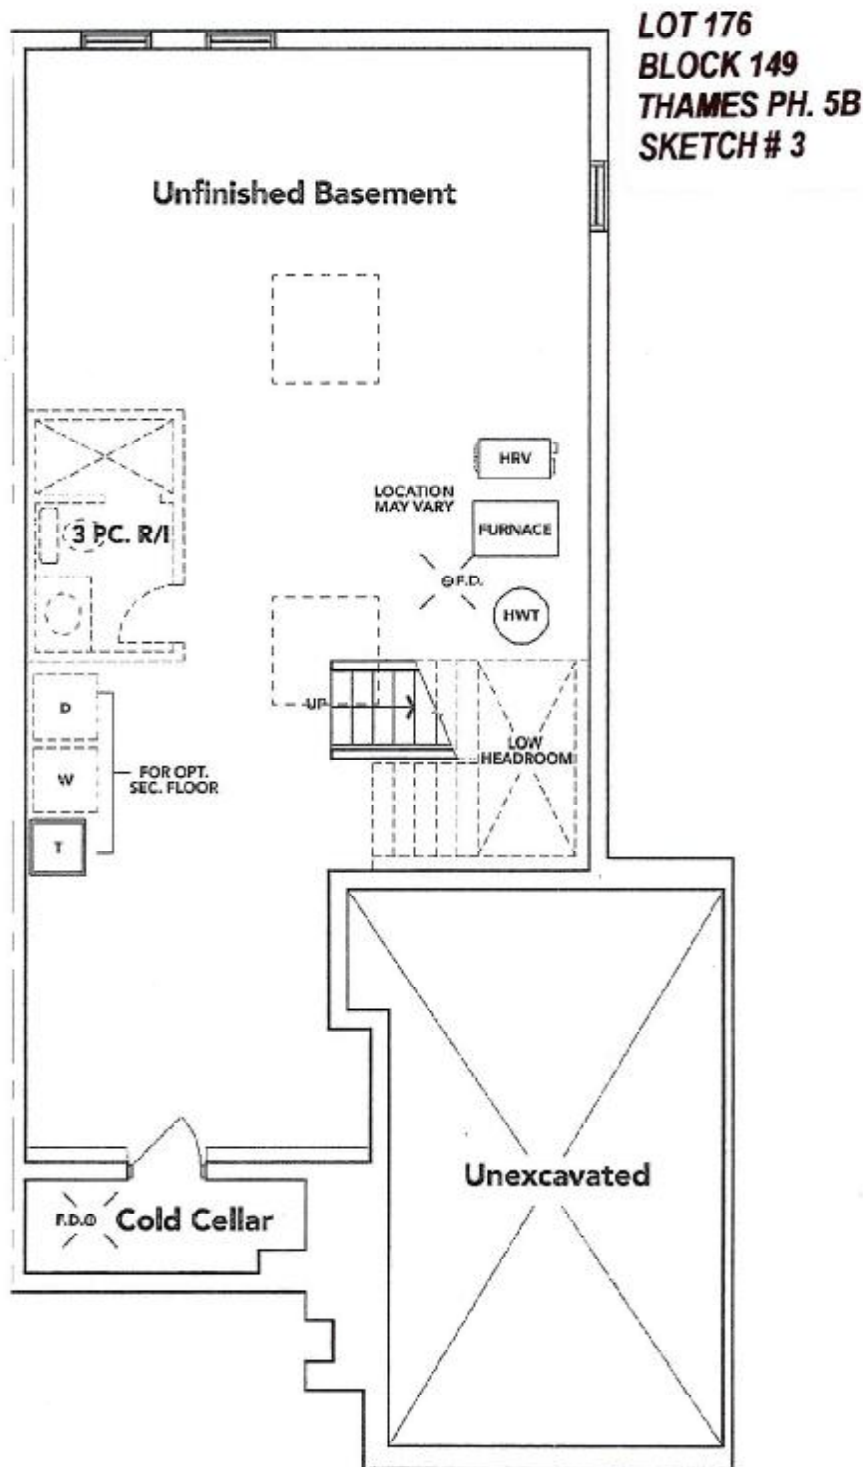 LOT 176
BLOCK 149
THAMES PH. 5B
SKETCH # 3
Unfinished Basement
HRV
LOCATION
MAY VARY
FURNACE
3 PC. R/I
F.D.
HWT
UP
D
LOW
HEADROOM
W
FOR OPT.
SEC. FLOOR
T
Unexcavated
F.D.
Cold Cellar